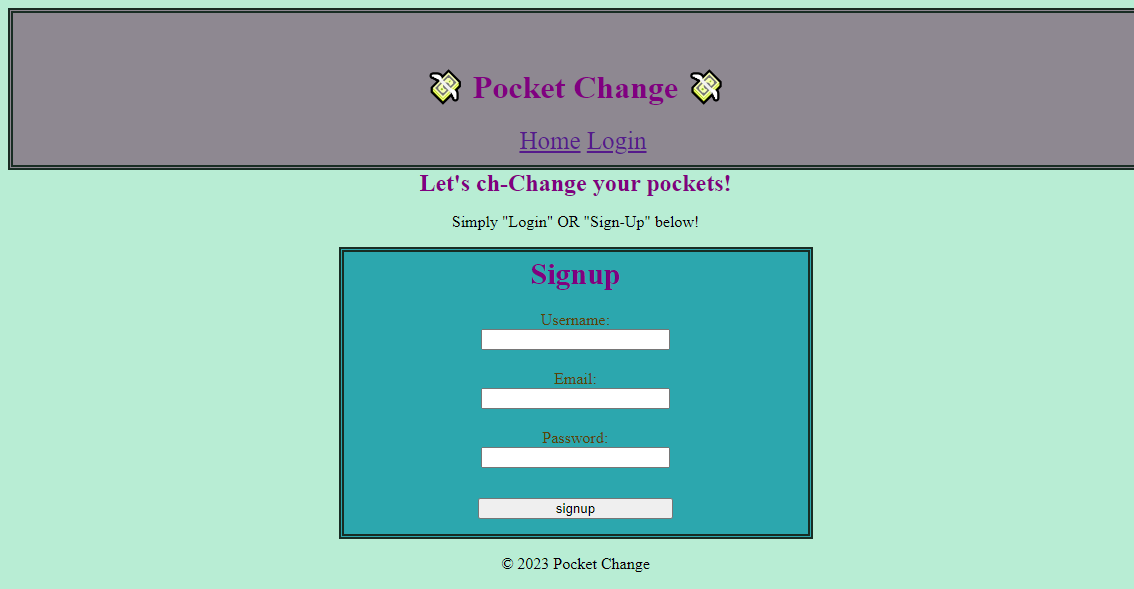 Pocket Change
Home Login
Let's ch-Change your pockets!
Simply "Login" OR "Sign-Up" below!
Signup
Username:
Email:
Password:
signup
© 2023 Pocket Change